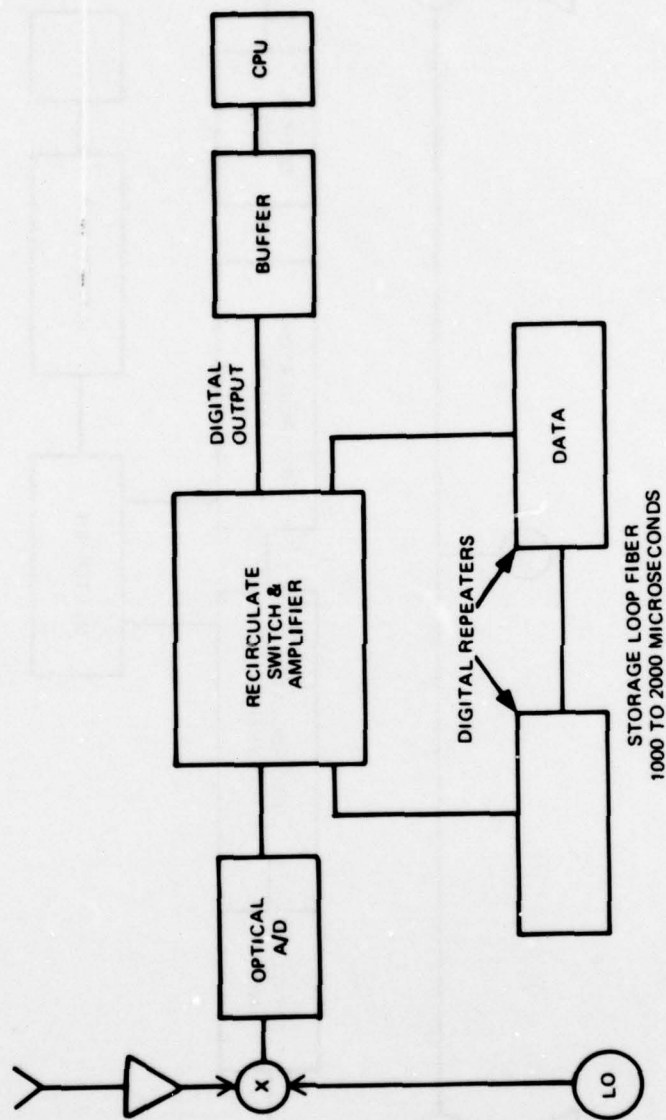 X
LO
OPTICAL
A/D
RECIRCULATE
SWITCH &
AMPLIFIER
DIGITAL
OUTPUT
BUFFER
CPU
DIGITAL REPEATERS
DATA
STORAGE LOOP FIBER
1000 TO 2000 MICROSECONDS